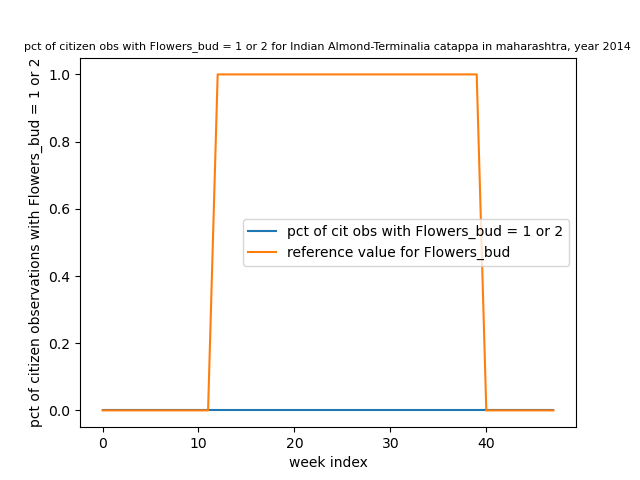 pct of citizen obs with Flowers_bud = 1 or 2 for Indian Almond-Terminalia catappa in maharashtra, year 2014
pct of citizen observations with Flowers_bud = 1 or 2
1.0
0.8
0.6
0.4
0.2
0.0
pct of cit obs with Flowers_bud = 1 or 2
reference value for Flowers_bud
0 10 20 30 40
week index